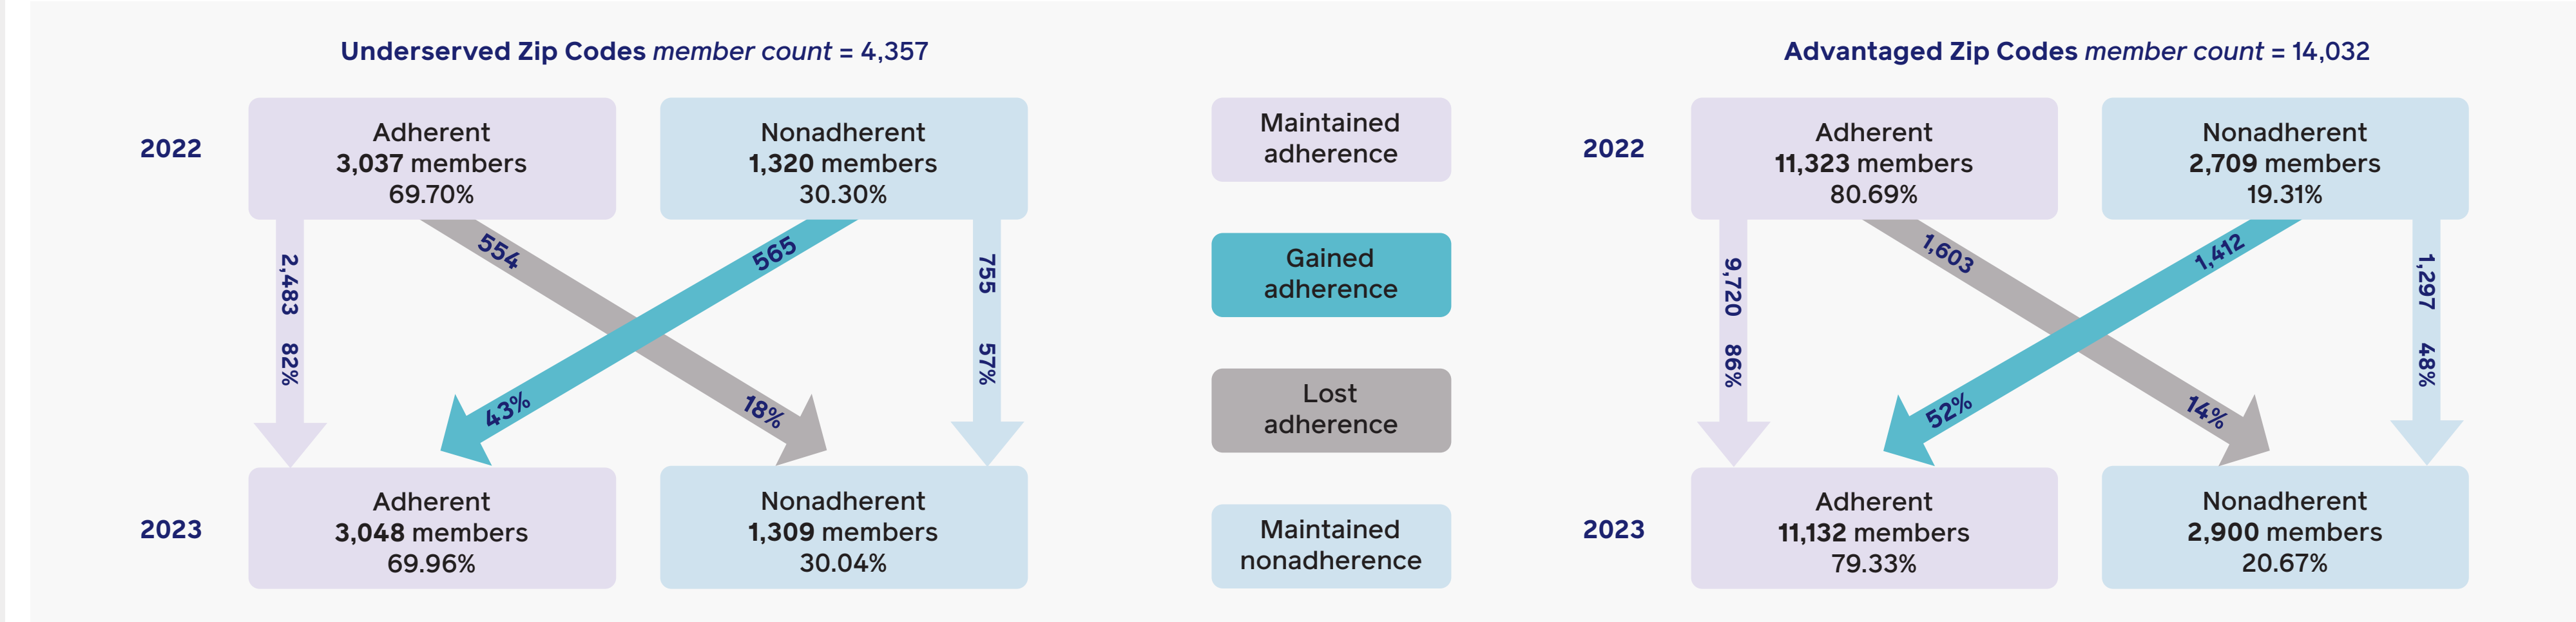 Underserved Zip Codes member count = 4,357
2022
Adherent
3,037 members
69.70%
Nonadherent
1,320 members
30.30%
2,483 82%
554 18%
565 43%
755 57%
2023
Adherent
3,048 members
69.96%
Nonadherent
1,309 members
30.04%
Maintained
adherence
Gained
adherence
Lost
adherence
Maintained
nonadherence
Advantaged Zip Codes member count = 14,032
2022
Adherent
11,323 members
80.69%
Nonadherent
2,709 members
19.31%
9,720 86%
1,603 14%
1,412 52%
1,297 48%
2023
Adherent
11,132 members
79.33%
Nonadherent
2,900 members
20.67%